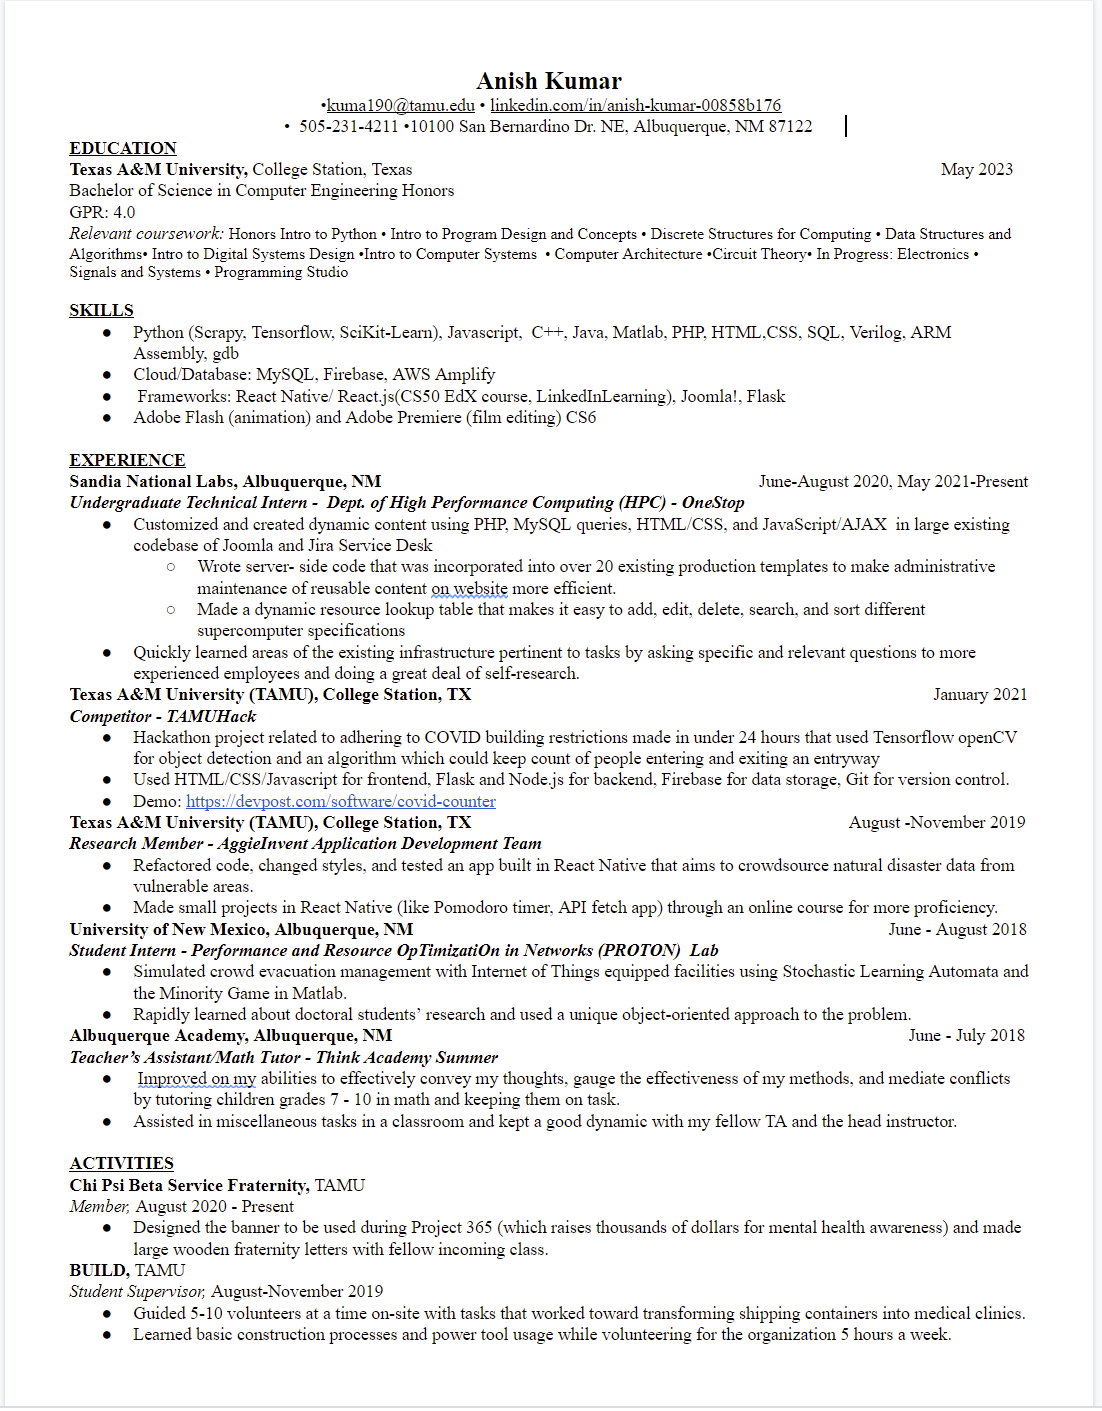 Anish Kumar
•kuma190@tamu.edu • linkedin.com/in/anish-kumar-00858b176
• 505-231-4211 •10100 San Bernardino Dr. NE, Albuquerque, NM 87122
EDUCATION
Texas A&M University, College Station, Texas May 2023
Bachelor of Science in Computer Engineering Honors
GPR: 4.0
Relevant coursework: Honors Intro to Python • Intro to Program Design and Concepts • Discrete Structures for Computing • Data Structures and
Algorithms• Intro to Digital Systems Design •Intro to Computer Systems • Computer Architecture •Circuit Theory• In Progress: Electronics •
Signals and Systems • Programming Studio
SKILLS
● Python (Scrapy, Tensorflow, SciKit-Learn), Javascript, C++, Java, Matlab, PHP, HTML,CSS, SQL, Verilog, ARM
Assembly, gdb
● Cloud/Database: MySQL, Firebase, AWS Amplify
● Frameworks: React Native/ React.js(CS50 EdX course, LinkedInLearning), Joomla!, Flask
● Adobe Flash (animation) and Adobe Premiere (film editing) CS6
EXPERIENCE
Sandia National Labs, Albuquerque, NM June-August 2020, May 2021-Present
Undergraduate Technical Intern - Dept. of High Performance Computing (HPC) - OneStop
● Customized and created dynamic content using PHP, MySQL queries, HTML/CSS, and JavaScript/AJAX in large existing
codebase of Joomla and Jira Service Desk
○ Wrote server- side code that was incorporated into over 20 existing production templates to make administrative
maintenance of reusable content on website more efficient.
○ Made a dynamic resource lookup table that makes it easy to add, edit, delete, search, and sort different
supercomputer specifications
● Quickly learned areas of the existing infrastructure pertinent to tasks by asking specific and relevant questions to more
experienced employees and doing a great deal of self-research.
Texas A&M University (TAMU), College Station, TX January 2021
Competitor - TAMUHack
● Hackathon project related to adhering to COVID building restrictions made in under 24 hours that used Tensorflow openCV
for object detection and an algorithm which could keep count of people entering and exiting an entryway
● Used HTML/CSS/Javascript for frontend, Flask and Node.js for backend, Firebase for data storage, Git for version control.
● Demo: https://devpost.com/software/covid-counter
Texas A&M University (TAMU), College Station, TX August -November 2019
Research Member - AggieInvent Application Development Team
● Refactored code, changed styles, and tested an app built in React Native that aims to crowdsource natural disaster data from
vulnerable areas.
● Made small projects in React Native (like Pomodoro timer, API fetch app) through an online course for more proficiency.
University of New Mexico, Albuquerque, NM June - August 2018
Student Intern - Performance and Resource OpTimizatiOn in Networks (PROTON) Lab
● Simulated crowd evacuation management with Internet of Things equipped facilities using Stochastic Learning Automata and
the Minority Game in Matlab.
● Rapidly learned about doctoral students’ research and used a unique object-oriented approach to the problem.
Albuquerque Academy, Albuquerque, NM June - July 2018
Teacher’s Assistant/Math Tutor - Think Academy Summer
● Improved on my abilities to effectively convey my thoughts, gauge the effectiveness of my methods, and mediate conflicts
by tutoring children grades 7 - 10 in math and keeping them on task.
● Assisted in miscellaneous tasks in a classroom and kept a good dynamic with my fellow TA and the head instructor.
ACTIVITIES
Chi Psi Beta Service Fraternity, TAMU
Member, August 2020 - Present
● Designed the banner to be used during Project 365 (which raises thousands of dollars for mental health awareness) and made
large wooden fraternity letters with fellow incoming class.
BUILD, TAMU
Student Supervisor, August-November 2019
● Guided 5-10 volunteers at a time on-site with tasks that worked toward transforming shipping containers into medical clinics.
● Learned basic construction processes and power tool usage while volunteering for the organization 5 hours a week.